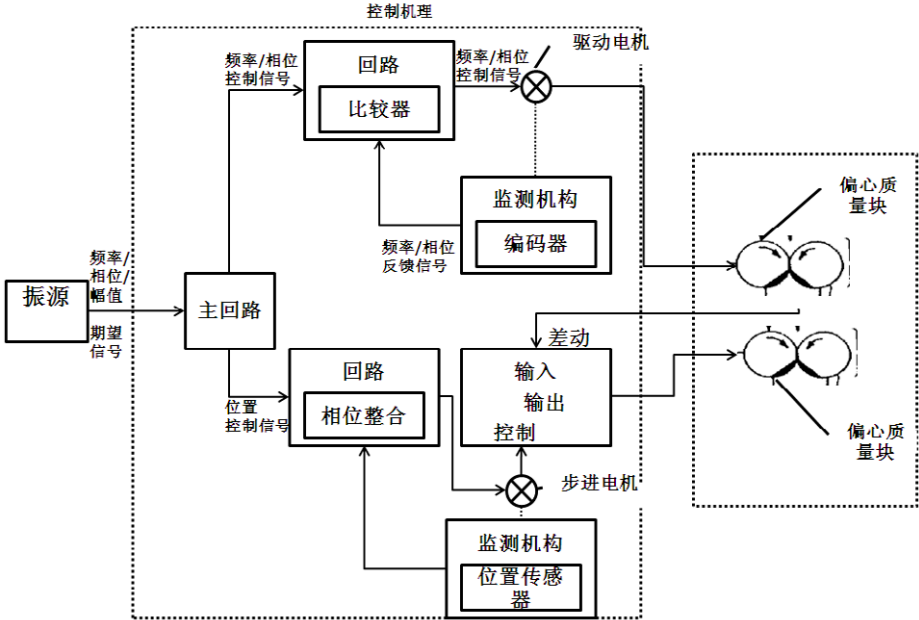 控制机理
频率/相位
控制信号
回路
比较器
频率/相位
控制信号
驱动电机
监测机构
编码器
频率/相位
反馈信号
偏心质
量块
频率/
相位/
幅值
振源
期望
信号
主回路
位置
控制信号
回路
相位整合
差动
输入
输出
控制
偏心质
量块
步进电机
监测机构
位置传感
器